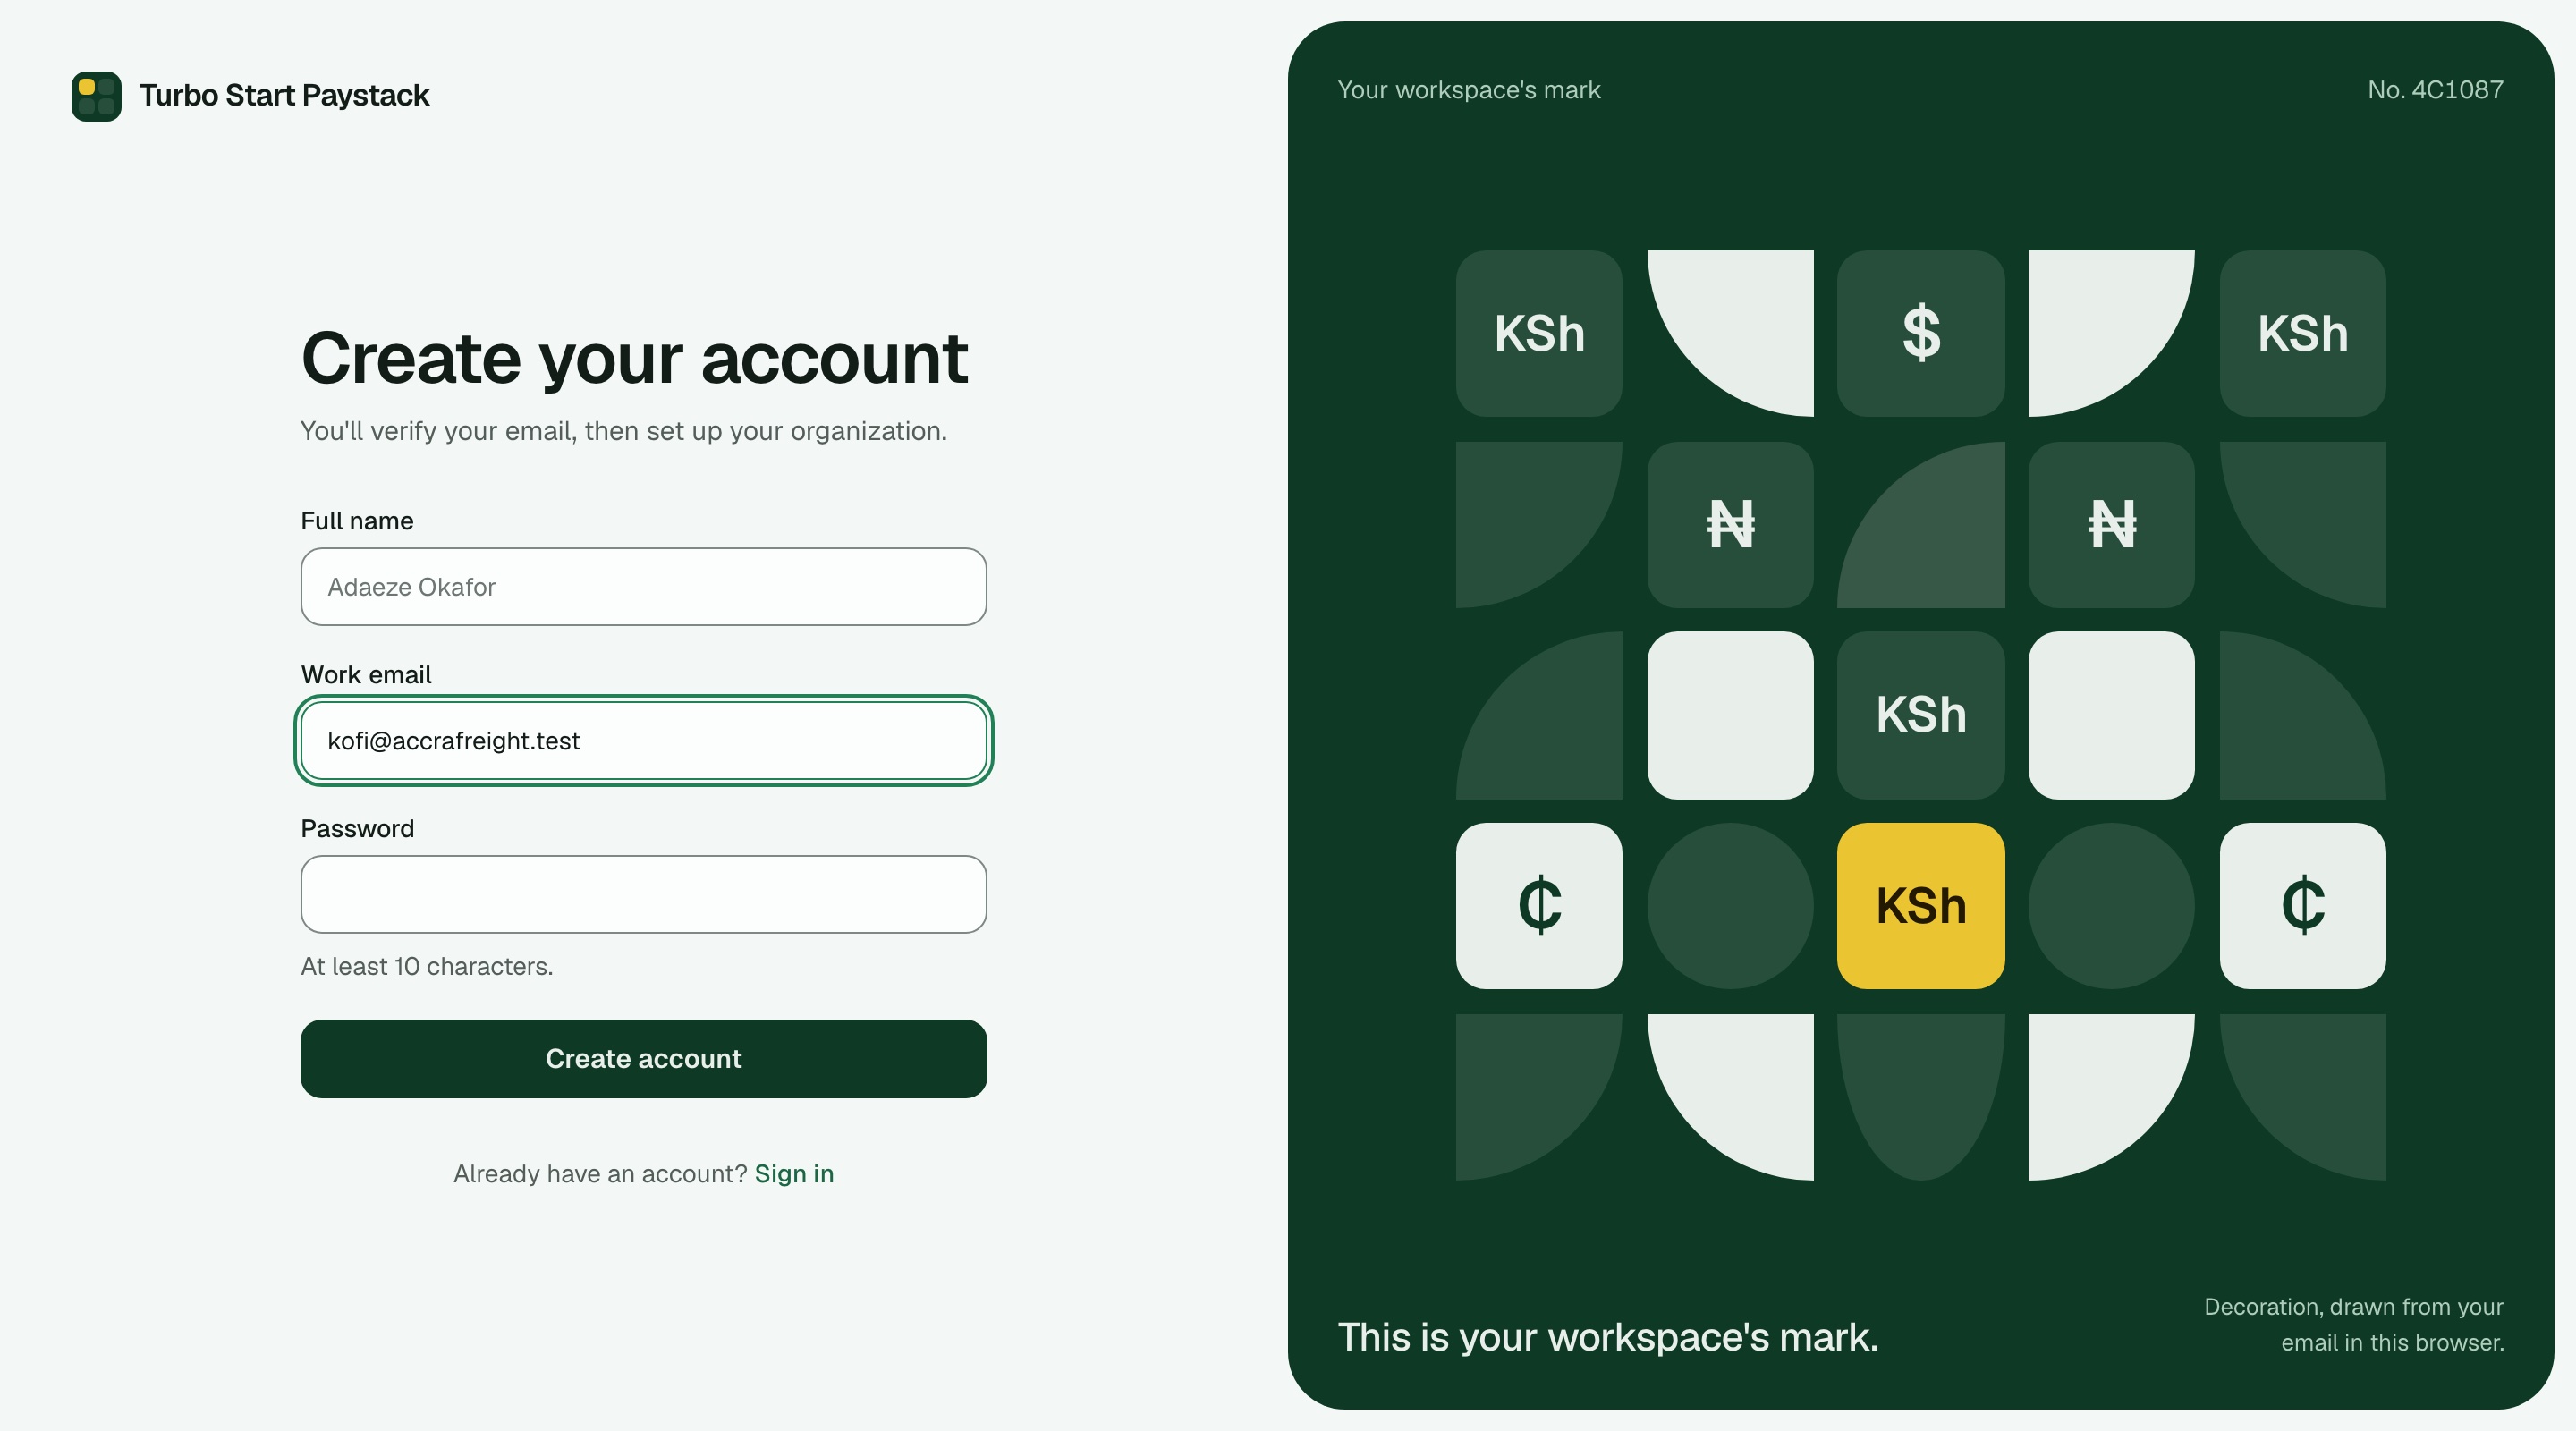 Turbo Start Paystack
Create your account
You'll verify your email, then set up your organization.
Full name
Adaeze Okafor
Work email
kofi@accrafreight.test
Password
At least 10 characters.
Create account
Already have an account? Sign in
Your workspace's mark
No. 4C1087
KSh $ KSh
₦ ₦
KSh
₵ KSh ₵
This is your workspace's mark.
Decoration, drawn from your
email in this browser.